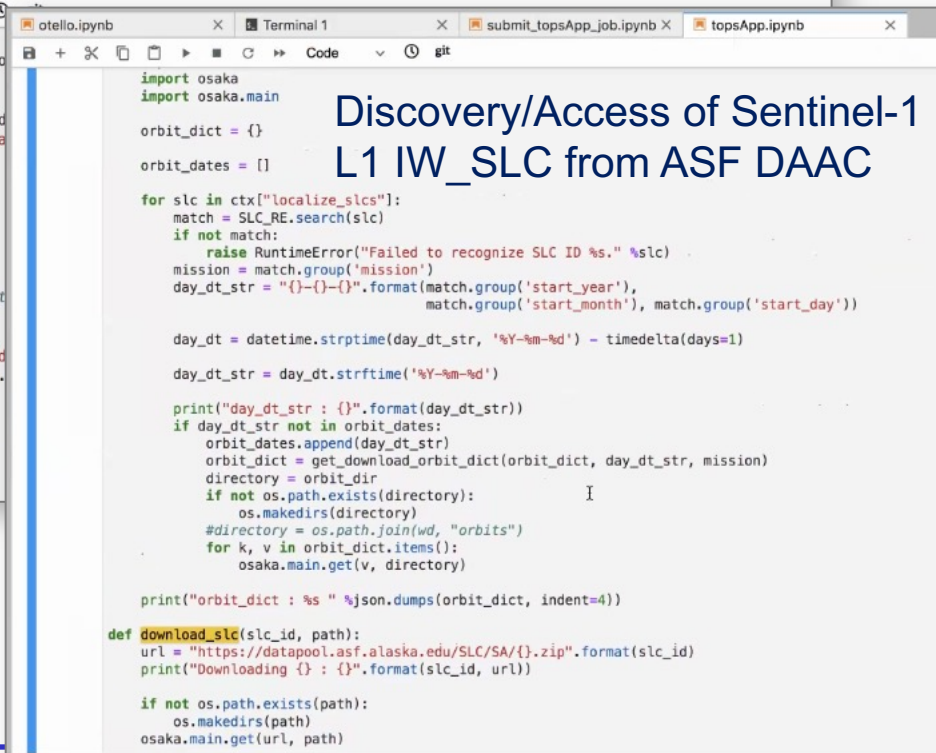 otello.ipynb
Terminal 1
submit_topsApp_job.ipynb
topsApp.ipynb
Code
git
import osaka
import osaka.main
Discovery/Access of Sentinel-1
L1 IW_SLC from ASF DAAC
orbit_dict = {}
orbit_dates = []
for slc in ctx["localize_slcs"]:
match = SLC_RE.search(slc)
if not match:
raise RuntimeError("Failed to recognize SLC ID %s." %slc)
mission = match.group('mission')
day_dt_str = "{}-{}-{}".format(match.group('start_year'),
match.group('start_month'), match.group('start_day'))
day_dt = datetime.strptime(day_dt_str, '%Y-%m-%d') - timedelta(days=1)
day_dt_str = day_dt.strftime('%Y-%m-%d')
print("day_dt_str : {}".format(day_dt_str))
if day_dt_str not in orbit_dates:
orbit_dates.append(day_dt_str)
orbit_dict = get_download_orbit_dict(orbit_dict, day_dt_str, mission)
directory = orbit_dir
if not os.path.exists(directory):
os.makedirs(directory)
#directory = os.path.join(wd, "orbits")
for k, v in orbit_dict.items():
osaka.main.get(v, directory)
print("orbit_dict : %s " %json.dumps(orbit_dict, indent=4))
def download_slc(slc_id, path):
url = "https://datapool.asf.alaska.edu/SLC/SA/{}.zip".format(slc_id)
print("Downloading {} : {}".format(slc_id, url))
if not os.path.exists(path):
os.makedirs(path)
osaka.main.get(url, path)